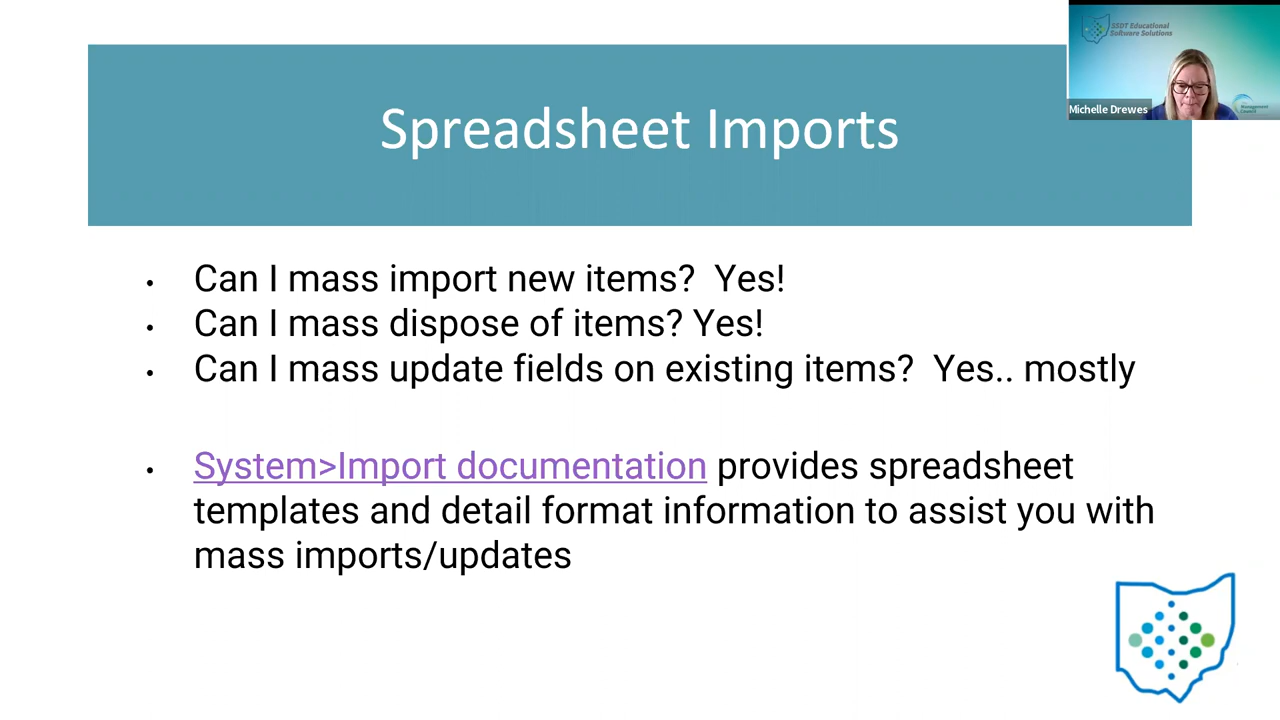 SSDT Educational
Software Solutions
Michelle Drewes
Management
Council
Spreadsheet Imports
• Can I mass import new items?  Yes!
• Can I mass dispose of items? Yes!
• Can I mass update fields on existing items?  Yes.. mostly
• System>Import documentation provides spreadsheet
templates and detail format information to assist you with
mass imports/updates